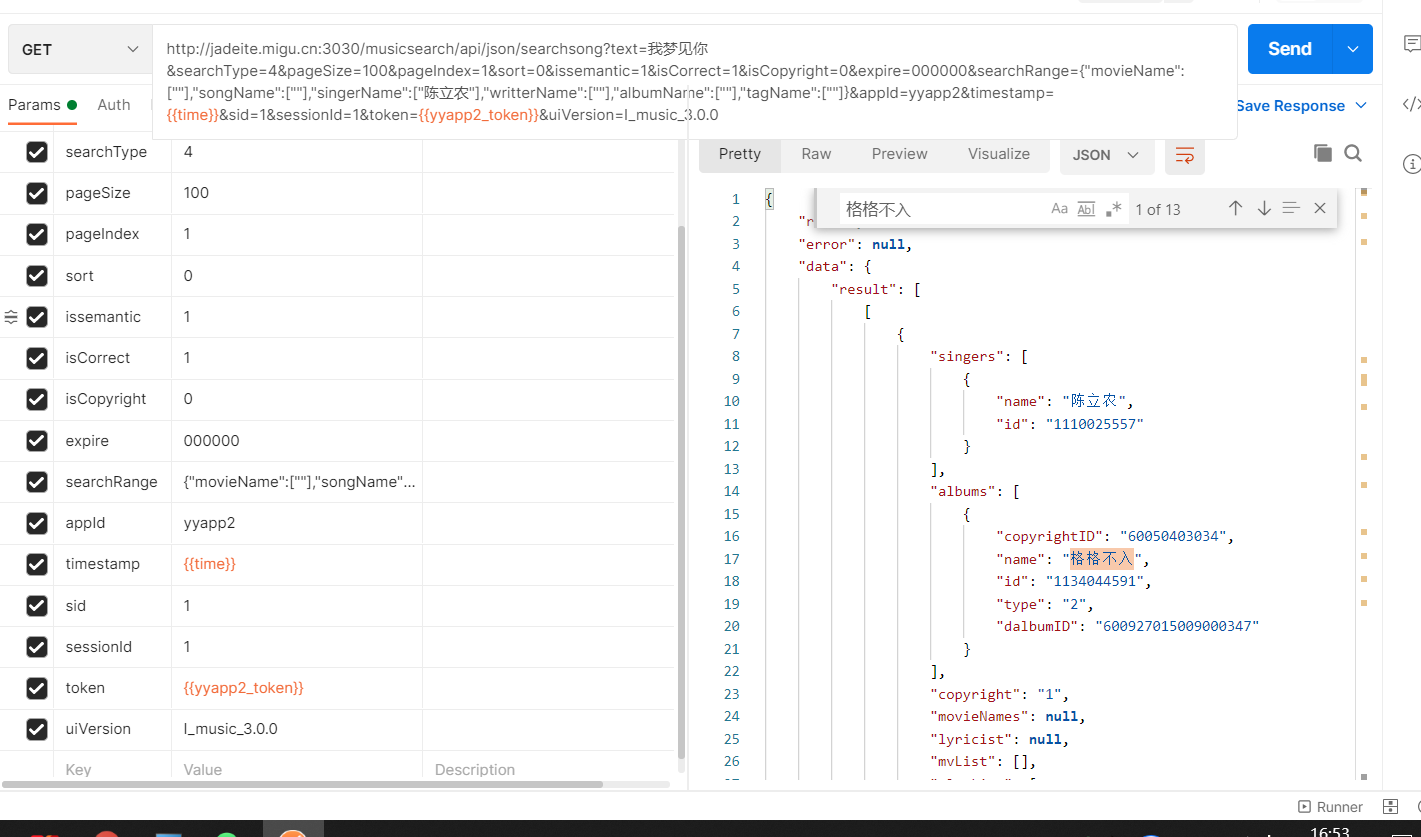 GET
http://jadeite.migu.cn:3030/musicsearch/api/json/searchsong?text=我梦见你
&searchType=4&pageSize=100&pageIndex=1&sort=0&issemantic=1&isCorrect=1&isCopyright=0&expire=000000&searchRange={"movieName":
[""],"songName":[""],"singerName":["陈立农"],"writterName":[""],"albumName":[""],"tagName":[""]}&appId=yyapp2&timestamp=
{{time}}&sid=1&sessionId=1&token={{yyapp2_token}}&uiVersion=I_music_3.0.0
Send
Params Auth
Save Response
searchType 4
pageSize 100
pageIndex 1
sort 0
issemantic 1
isCorrect 1
isCopyright 0
expire 000000
searchRange {"movieName":[""],"songName"...
appId yyapp2
timestamp {{time}}
sid 1
sessionId 1
token {{yyapp2_token}}
uiVersion I_music_3.0.0
Key Value Description
Pretty Raw Preview Visualize JSON
格格不入 Aa Abl .* 1 of 13
1 {
2 "r
3 "error": null,
4 "data": {
5 "result": [
6 [
7 {
8 "singers": [
9 {
10 "name": "陈立农",
11 "id": "1110025557"
12 }
13 ],
14 "albums": [
15 {
16 "copyrightID": "60050403034",
17 "name": "格格不入",
18 "id": "1134044591",
19 "type": "2",
20 "dalbumID": "600927015009000347"
21 }
22 ],
23 "copyright": "1",
24 "movieNames": null,
25 "lyricist": null,
26 "mvList": [],
Runner
16:53